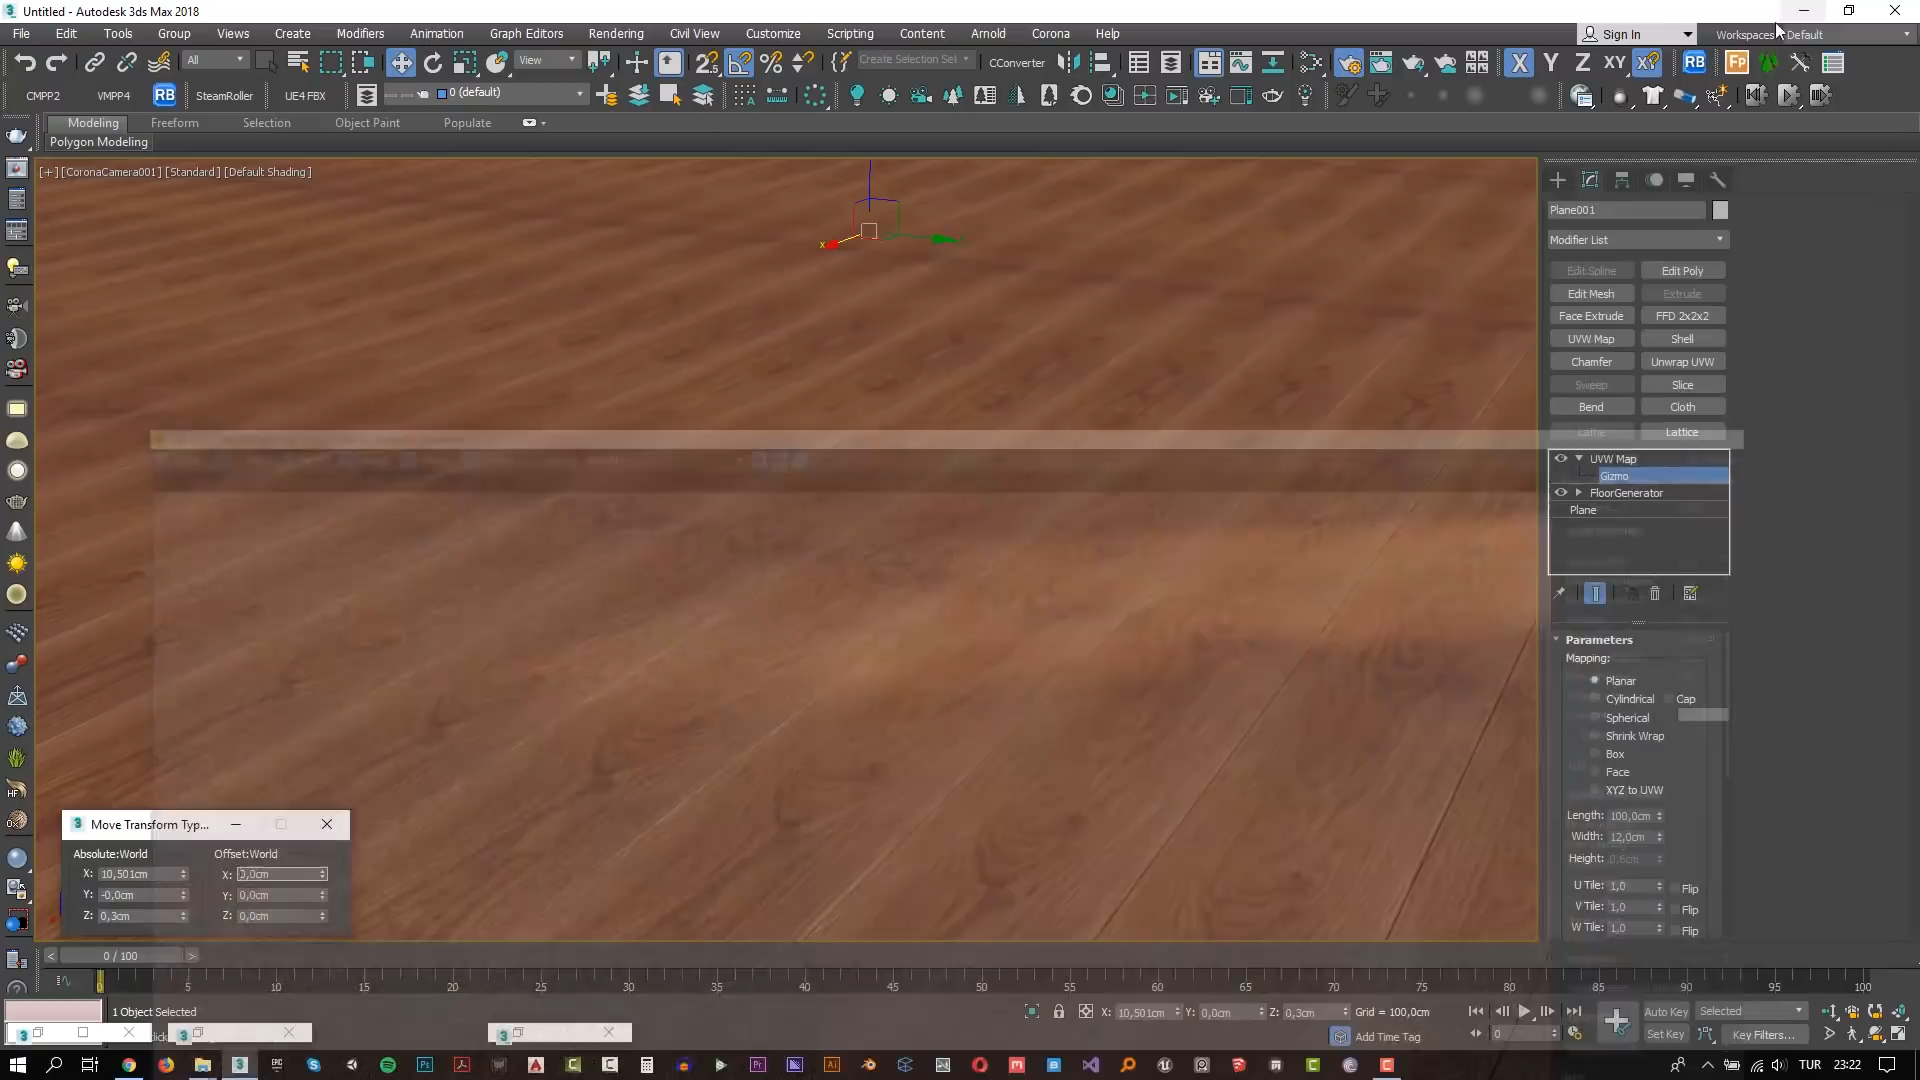 Untitled - Autodesk 3ds Max 2018
File Edit Tools Group Views Create Modifiers Animation Graph Editors Rendering Civil View Customize Scripting Content Arnold Corona Help
Sign In
Workspaces: Default
All
View
Create Selection Set
CConverter
X Y Z XY
RB
Fp
CMPP2 VMPP4 RB SteamRoller UE4 FBX
0 (default)
Modeling Freeform Selection Object Paint Populate
Polygon Modeling
[+] [CoronaCamera001] [Standard] [Default Shading]
x
Plane001
Modifier List
Edit Spline Edit Poly
Edit Mesh Extrude
Face Extrude FFD 2x2x2
UVW Map Shell
Chamfer Unwrap UVW
Sweep Slice
Bend Cloth
Lathe Lattice
UVW Map
Gizmo
FloorGenerator
Plane
Parameters
Mapping:
Planar
Cylindrical Cap
Spherical
Shrink Wrap
Box
Face
XYZ to UVW
Length: 100,0cm
Width: 12,0cm
Height: 0,6cm
U Tile: 1,0 Flip
V Tile: 1,0 Flip
W Tile: 1,0 Flip
Move Transform Typ...
Absolute:World Offset:World
X: 10,501cm X: 0,0cm
Y: -0,0cm Y: 0,0cm
Z: 0,3cm Z: 0,0cm
0 / 100
0 5 10 15 20 25 30 35 40 45 50 55 60 65 70 75 80 85 90 95 100
1 Object Selected
X: 10,501cm Y: 0,0cm Z: 0,3cm Grid = 100,0cm
Auto Key Selected
Set Key Key Filters...
0
Add Time Tag
TUR 23:22